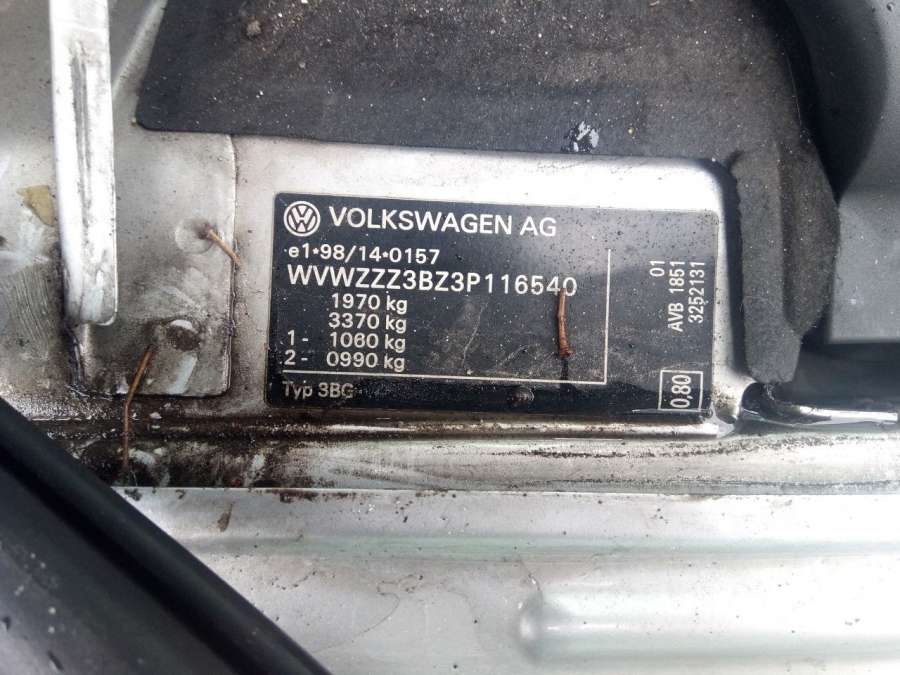 VW VOLKSWAGEN AG
e1*98/14*0157
WVWZZZ3BZ3P116540
1970 kg
3370 kg
1 - 1060 kg
2 - 0990 kg
Typ 3BG
01
AVB 1851
3252131
0,80